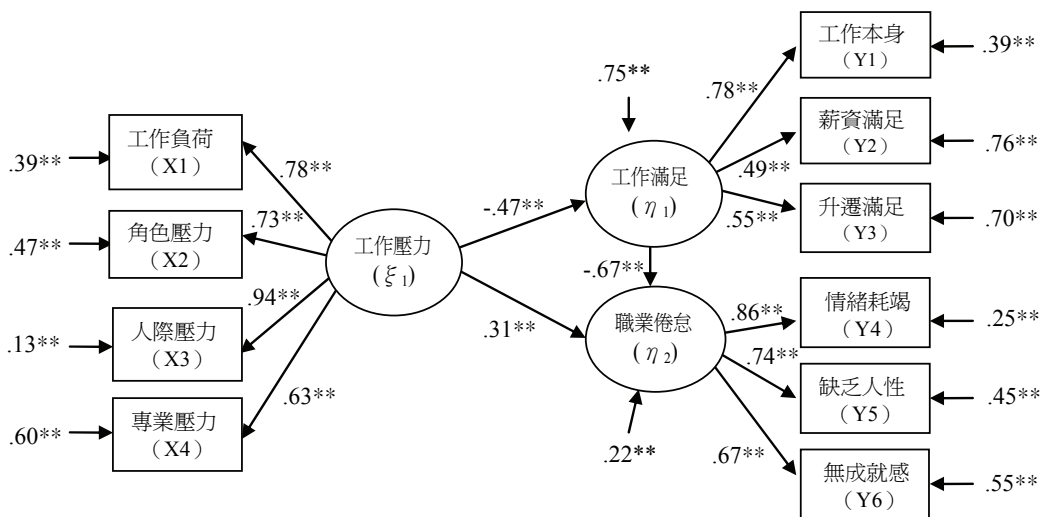 工作負荷
（X1）
.39**
.78**
角色壓力
（X2）
.47**
.73**
人際壓力
（X3）
.13**
.94**
專業壓力
（X4）
.60**
.63**
工作壓力
(ξ1)
-.47**
.31**
.75**
工作滿足
(η1)
-.67**
職業倦怠
(η2)
.22**
.78**
工作本身
（Y1）
.39**
.49**
薪資滿足
（Y2）
.76**
.55**
升遷滿足
（Y3）
.70**
.86**
情緒耗竭
（Y4）
.25**
.74**
缺乏人性
（Y5）
.45**
.67**
無成就感
（Y6）
.55**